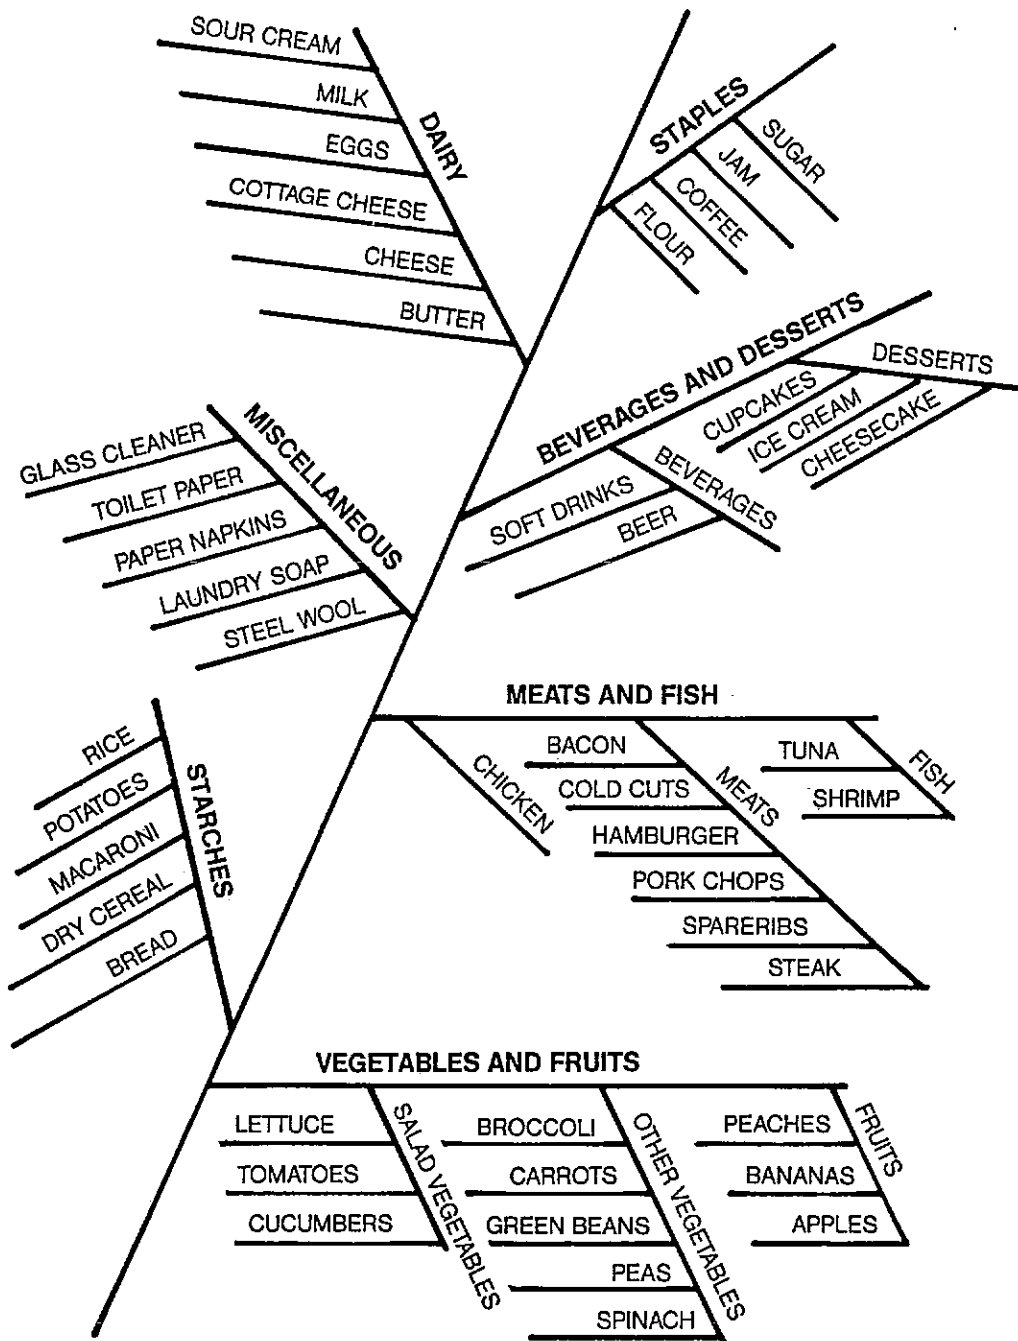 SOUR CREAM
MILK
EGGS
COTTAGE CHEESE
CHEESE
BUTTER
DAIRY
STAPLES
SUGAR
JAM
COFFEE
FLOUR
BEVERAGES AND DESSERTS
DESSERTS
CUPCAKES
ICE CREAM
CHEESECAKE
BEVERAGES
SOFT DRINKS
BEER
MISCELLANEOUS
GLASS CLEANER
TOILET PAPER
PAPER NAPKINS
LAUNDRY SOAP
STEEL WOOL
MEATS AND FISH
CHICKEN
BACON
COLD CUTS
HAMBURGER
PORK CHOPS
SPARERIBS
STEAK
MEATS
TUNA
SHRIMP
FISH
STARCHES
RICE
POTATOES
MACARONI
DRY CEREAL
BREAD
VEGETABLES AND FRUITS
LETTUCE
TOMATOES
CUCUMBERS
SALAD VEGETABLES
BROCCOLI
CARROTS
GREEN BEANS
PEAS
SPINACH
OTHER VEGETABLES
PEACHES
BANANAS
APPLES
FRUITS